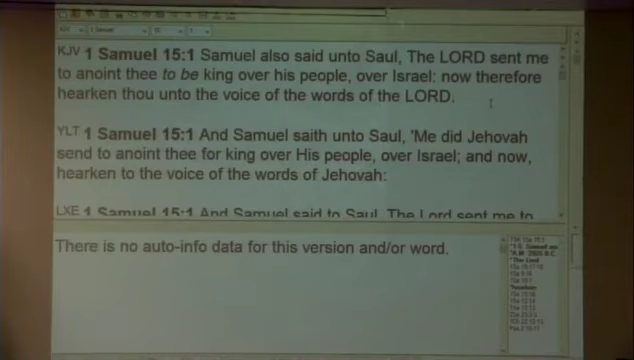 KJV 1 Samuel 15:1 Samuel also said unto Saul, The LORD sent me
to anoint thee to be king over his people, over Israel: now therefore
hearken thou unto the voice of the words of the LORD.
YLT 1 Samuel 15:1 And Samuel saith unto Saul, 'Me did Jehovah
send to anoint thee for king over His people, over Israel; and now,
hearken to the voice of the words of Jehovah:
LXE 1 Samuel 15:1 And Samuel said to Saul, The Lord sent me to
There is no auto-info data for this version and/or word.